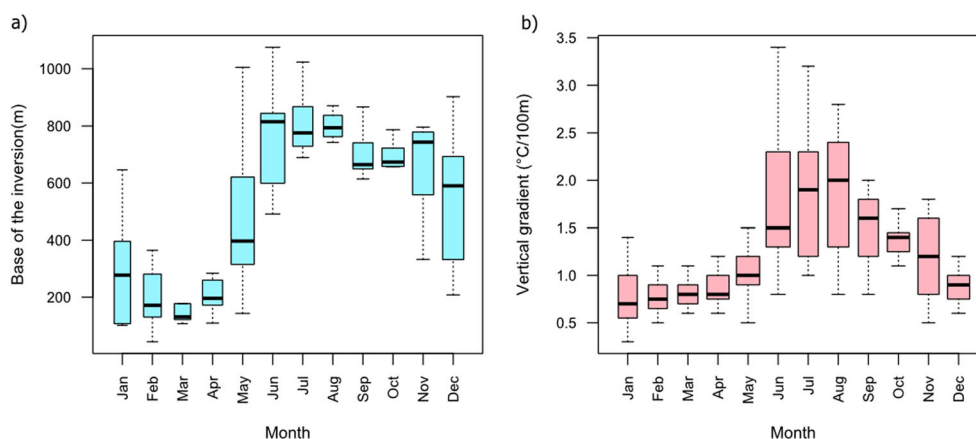 a)
Base of the inversion(m)
1000
800
600
400
200
Jan Feb Mar Apr May Jun Jul Aug Sep Oct Nov Dec
Month
b)
Vertical gradient (°C/100m)
3.5
3.0
2.5
2.0
1.5
1.0
0.5
Jan Feb Mar Apr May Jun Jul Aug Sep Oct Nov Dec
Month